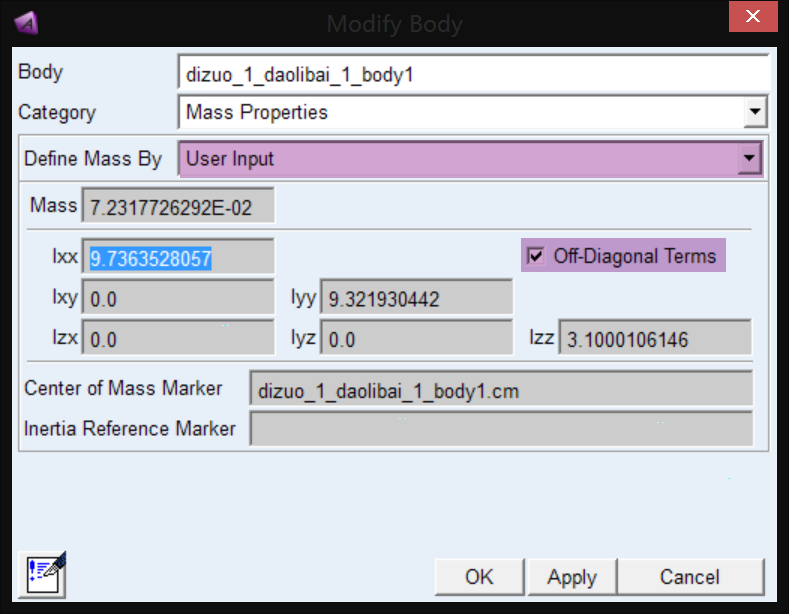 Modify Body
Body dizuo_1_daolibai_1_body1
Category Mass Properties
Define Mass By User Input
Mass 7.2317726292E-02
Ixx 9.7363528057 Off-Diagonal Terms
Ixy 0.0 Iyy 9.321930442
Izx 0.0 Iyz 0.0 Izz 3.1000106146
Center of Mass Marker dizuo_1_daolibai_1_body1.cm
Inertia Reference Marker
OK Apply Cancel